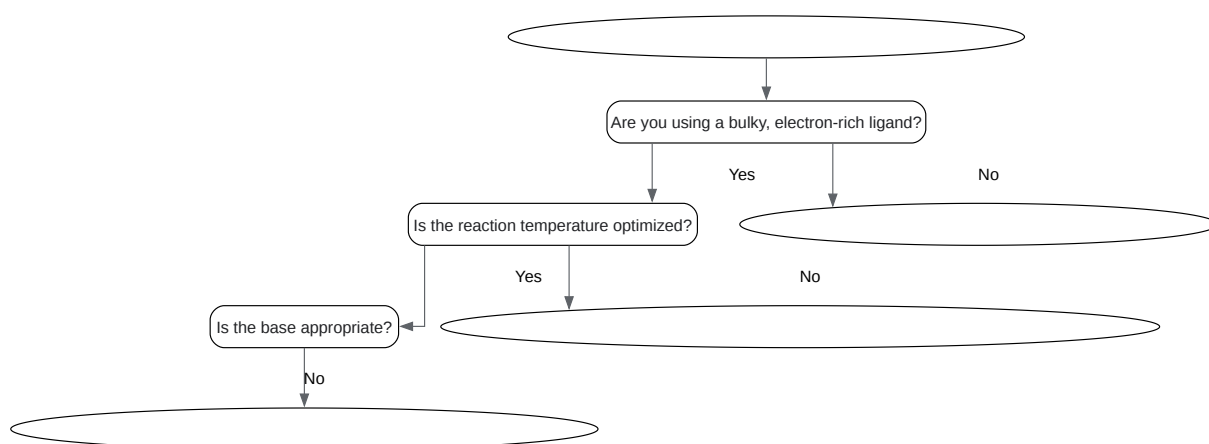 Are you using a bulky, electron-rich ligand?
Yes
No
Is the reaction temperature optimized?
Yes
No
Is the base appropriate?
No